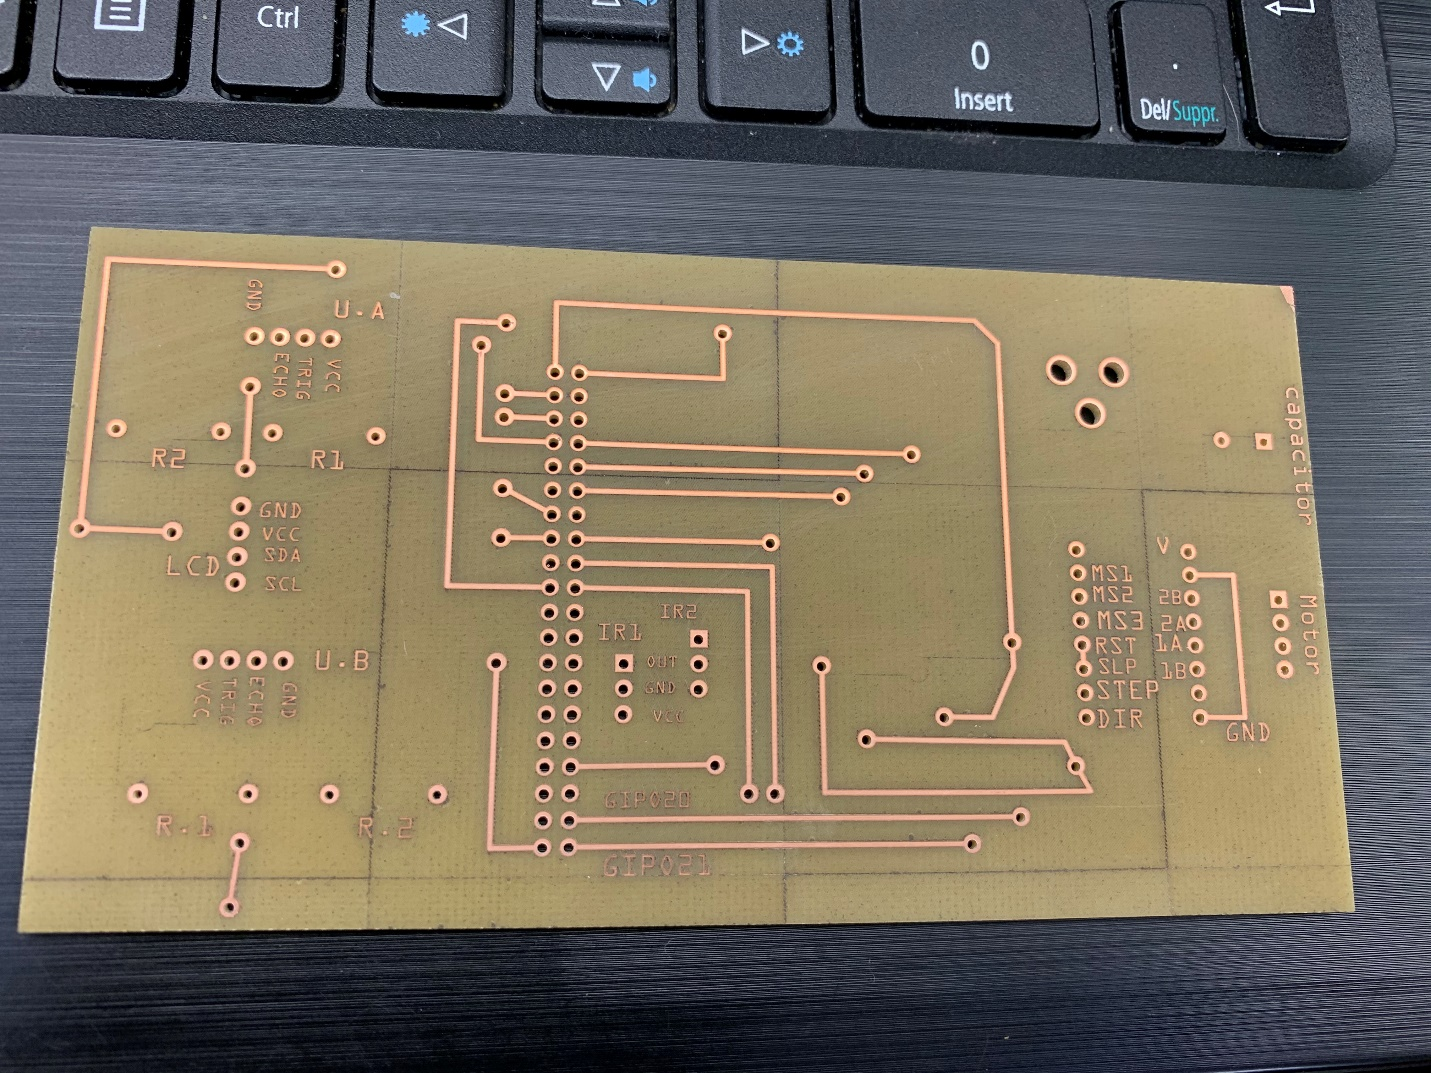 Ctrl
0
Insert
.
Del/Suppr.
GND
U.A
ECHO
TRIG
VCC
R2
R1
capacitor
GND
VCC
SDA
LCD
SCL
V
MS1
MS2
2B
MS3
2A
RST
1A
SLP
1B
STEP
DIR
GND
Motor
IR2
IR1
OUT
GND
VCC
U.B
VCC
TRIG
ECHO
GND
GIPO20
R.1
R.2
GIPO21